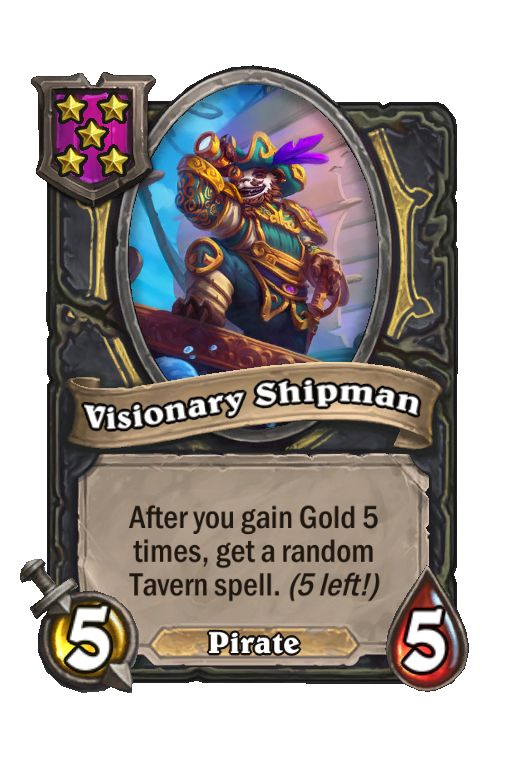 Visionary Shipman
After you gain Gold 5
times, get a random
Tavern spell. (5 left!)
5
Pirate
5